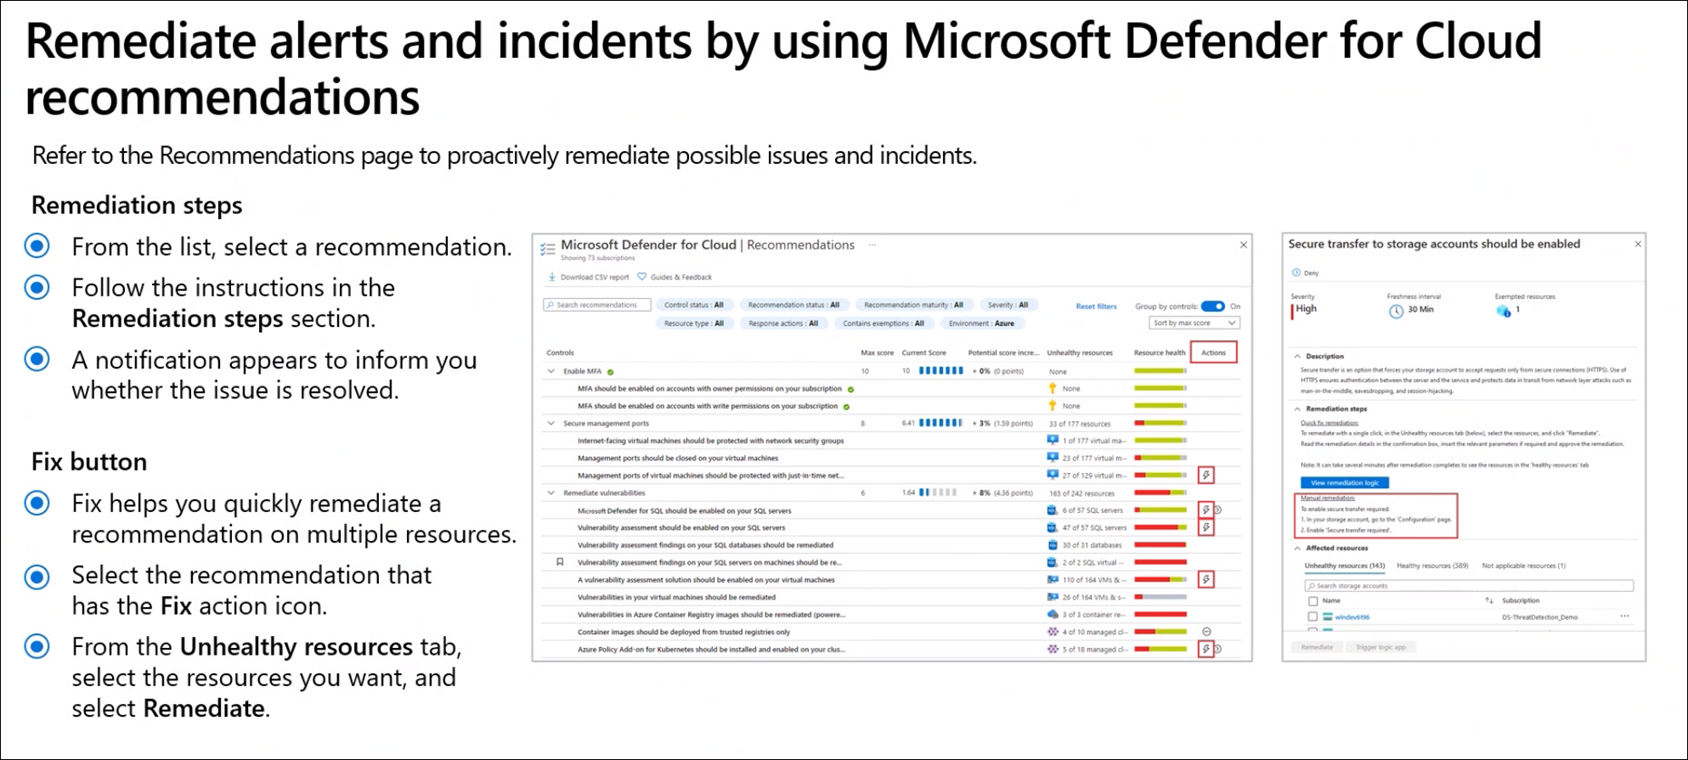 Remediate alerts and incidents by using Microsoft Defender for Cloud
recommendations
Refer to the Recommendations page to proactively remediate possible issues and incidents.
Remediation steps
From the list, select a recommendation.
Follow the instructions in the
Remediation steps section.
A notification appears to inform you
whether the issue is resolved.
Fix button
Fix helps you quickly remediate a
recommendation on multiple resources.
Select the recommendation that
has the Fix action icon.
From the Unhealthy resources tab,
select the resources you want, and
select Remediate.
Microsoft Defender for Cloud | Recommendations ...
Showing 73 subscriptions
Download CSV report Guides & Feedback
Search recommendations Control status : All Recommendation status : All Recommendation maturity : All Severity : All Reset filters Group by controls: On
Resource type : All Response actions : All Contains exemptions : All Environment : Azure Sort by max score
Controls Max score Current Score Potential score incre... Unhealthy resources Resource health Actions
Enable MFA 10 10 + 0% (0 points) None
MFA should be enabled on accounts with owner permissions on your subscription None
MFA should be enabled on accounts with write permissions on your subscription None
Secure management ports 8 6.41 + 3% (1.59 points) 33 of 177 resources
Internet-facing virtual machines should be protected with network security groups 1 of 177 virtual ma...
Management ports should be closed on your virtual machines 23 of 177 virtual m...
Management ports of virtual machines should be protected with just-in-time net... 27 of 129 virtual m...
Remediate vulnerabilities 6 1.64 + 8% (4.36 points) 165 of 242 resources
Microsoft Defender for SQL should be enabled on your SQL servers 6 of 57 SQL servers
Vulnerability assessment should be enabled on your SQL servers 47 of 57 SQL servers
Vulnerability assessment findings on your SQL databases should be remediated 30 of 31 databases
Vulnerability assessment findings on your SQL servers on machines should be re... 2 of 2 SQL virtual ...
A vulnerability assessment solution should be enabled on your virtual machines 110 of 164 VMs & ...
Vulnerabilities in your virtual machines should be remediated 26 of 164 VMs & s...
Vulnerabilities in Azure Container Registry images should be remediated (powere... 3 of 3 container re...
Container images should be deployed from trusted registries only 4 of 10 managed cl...
Azure Policy Add-on for Kubernetes should be installed and enabled on your clus... 5 of 18 managed cl...
Secure transfer to storage accounts should be enabled
Deny
Severity Freshness interval Exempted resources
High 30 Min 1
Description
Secure transfer is an option that forces your storage account to accept requests only from secure connections (HTTPS). Use of
HTTPS ensures authentication between the server and the service and protects data in transit from network layer attacks such as
man-in-the-middle, eavesdropping, and session-hijacking.
Remediation steps
Quick fix remediation:
To remediate with a single click, in the Unhealthy resources tab (below), select the resources, and click "Remediate".
Read the remediation details in the confirmation box, insert the relevant parameters if required and approve the remediation.
Note: It can take several minutes after remediation completes to see the resources in the 'healthy resources' tab
View remediation logic
Manual remediation:
To enable secure transfer required:
1. In your storage account, go to the 'Configuration' page.
2. Enable 'Secure transfer required'.
Affected resources
Unhealthy resources (143) Healthy resources (389) Not applicable resources (1)
Search storage accounts
Name Subscription
windev6196 DS-ThreatDetection_Demo ...
Remediate Trigger logic app